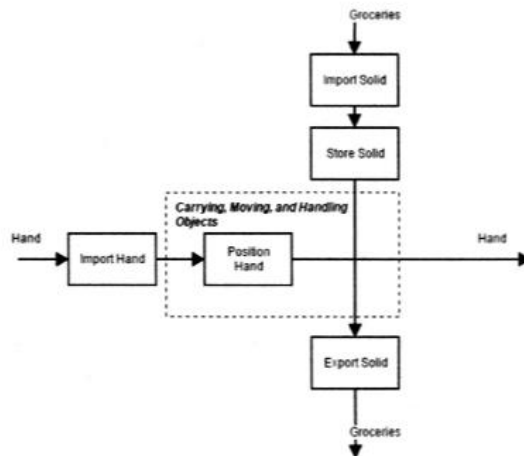 Groceries
Import Solid
Store Solid
Carrying, Moving, and Handling
Objects
Hand
Import Hand
Position
Hand
Hand
Export Solid
Groceries